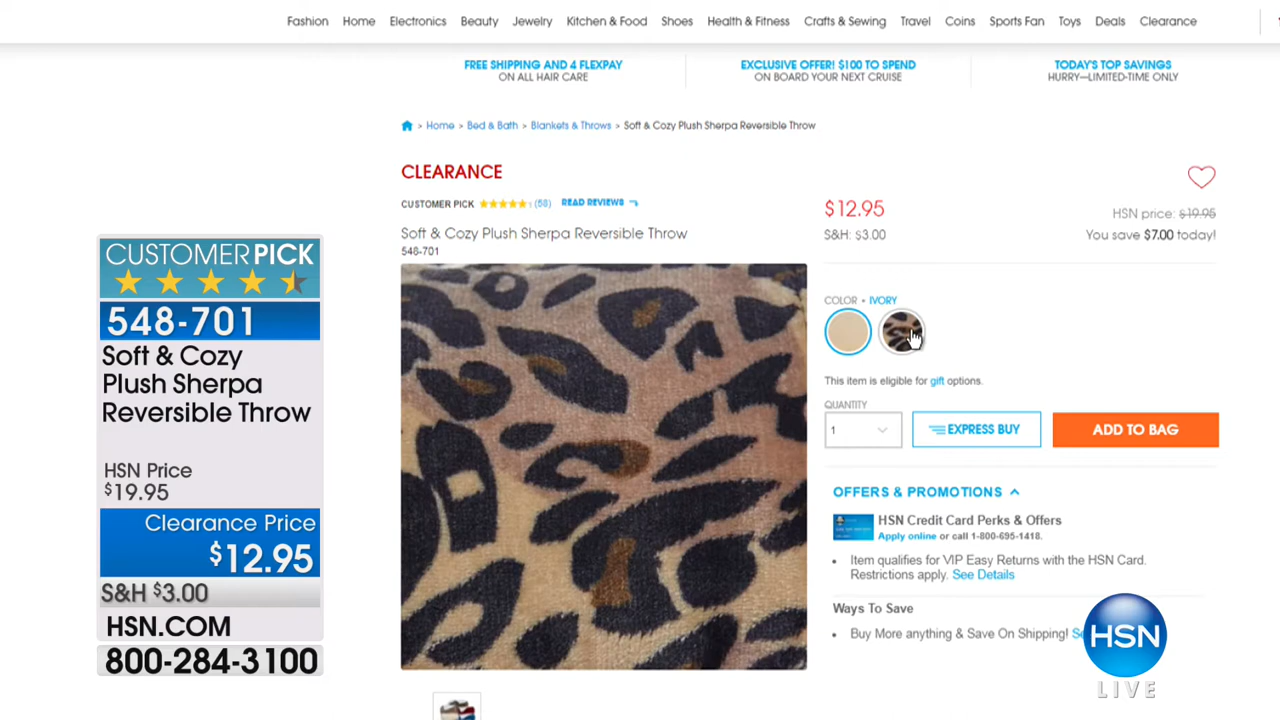 Fashion Home Electronics Beauty Jewelry Kitchen & Food Shoes Health & Fitness Crafts & Sewing Travel Coins Sports Fan Toys Deals Clearance
FREE SHIPPING AND 4 FLEXPAY
ON ALL HAIR CARE
EXCLUSIVE OFFER! $100 TO SPEND
ON BOARD YOUR NEXT CRUISE
TODAY'S TOP SAVINGS
HURRY—LIMITED-TIME ONLY
> Home > Bed & Bath > Blankets & Throws > Soft & Cozy Plush Sherpa Reversible Throw
CLEARANCE
CUSTOMER PICK (58) READ REVIEWS
Soft & Cozy Plush Sherpa Reversible Throw
548-701
$12.95
S&H: $3.00
HSN price: $19.95
You save $7.00 today!
COLOR • IVORY
This item is eligible for gift options.
QUANTITY
1
EXPRESS BUY
ADD TO BAG
OFFERS & PROMOTIONS
HSN Credit Card Perks & Offers
Apply online or call 1-800-695-1418.
• Item qualifies for VIP Easy Returns with the HSN Card.
Restrictions apply. See Details
Ways To Save
• Buy More anything & Save On Shipping!
CUSTOMER PICK
548-701
Soft & Cozy
Plush Sherpa
Reversible Throw
HSN Price
$19.95
Clearance Price
$12.95
S&H $3.00
HSN.COM
800-284-3100
HSN
LIVE